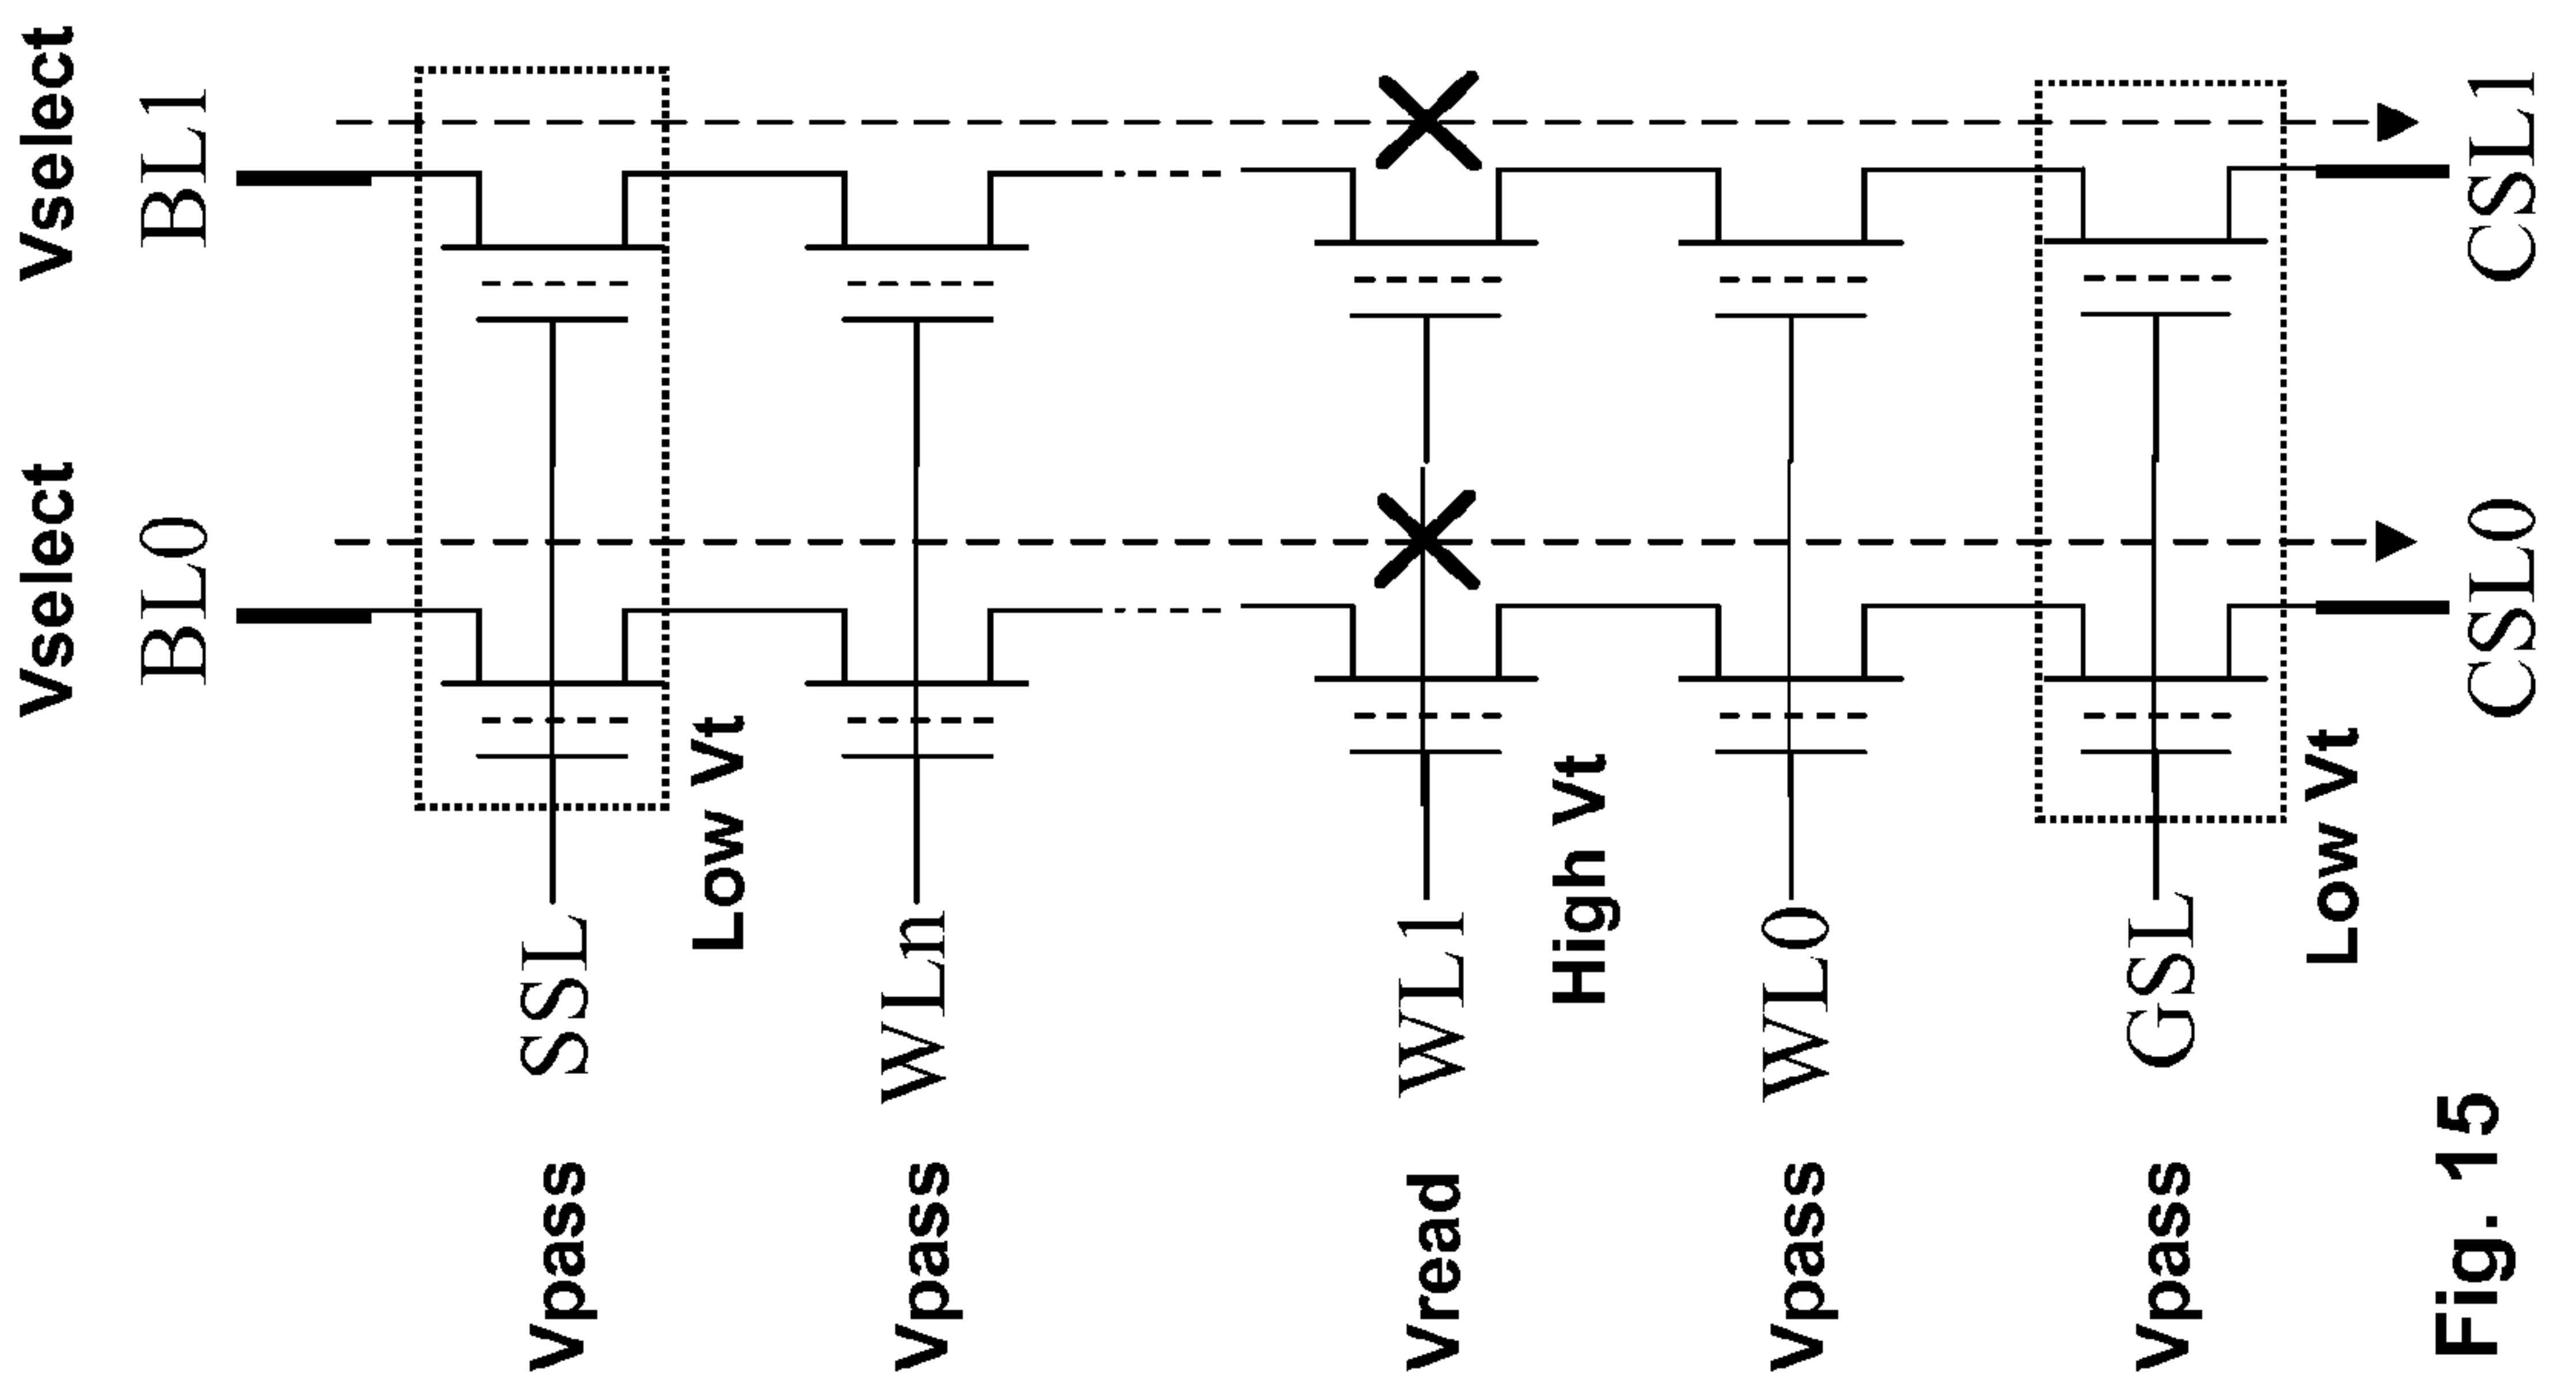 Vselect Vselect
BL0 BL1
Vpass SSL
Low Vt
Vpass WLn
Vread WL1
High Vt
Vpass WL0
Vpass GSL
Low Vt
CSL0 CSL1
Fig. 15